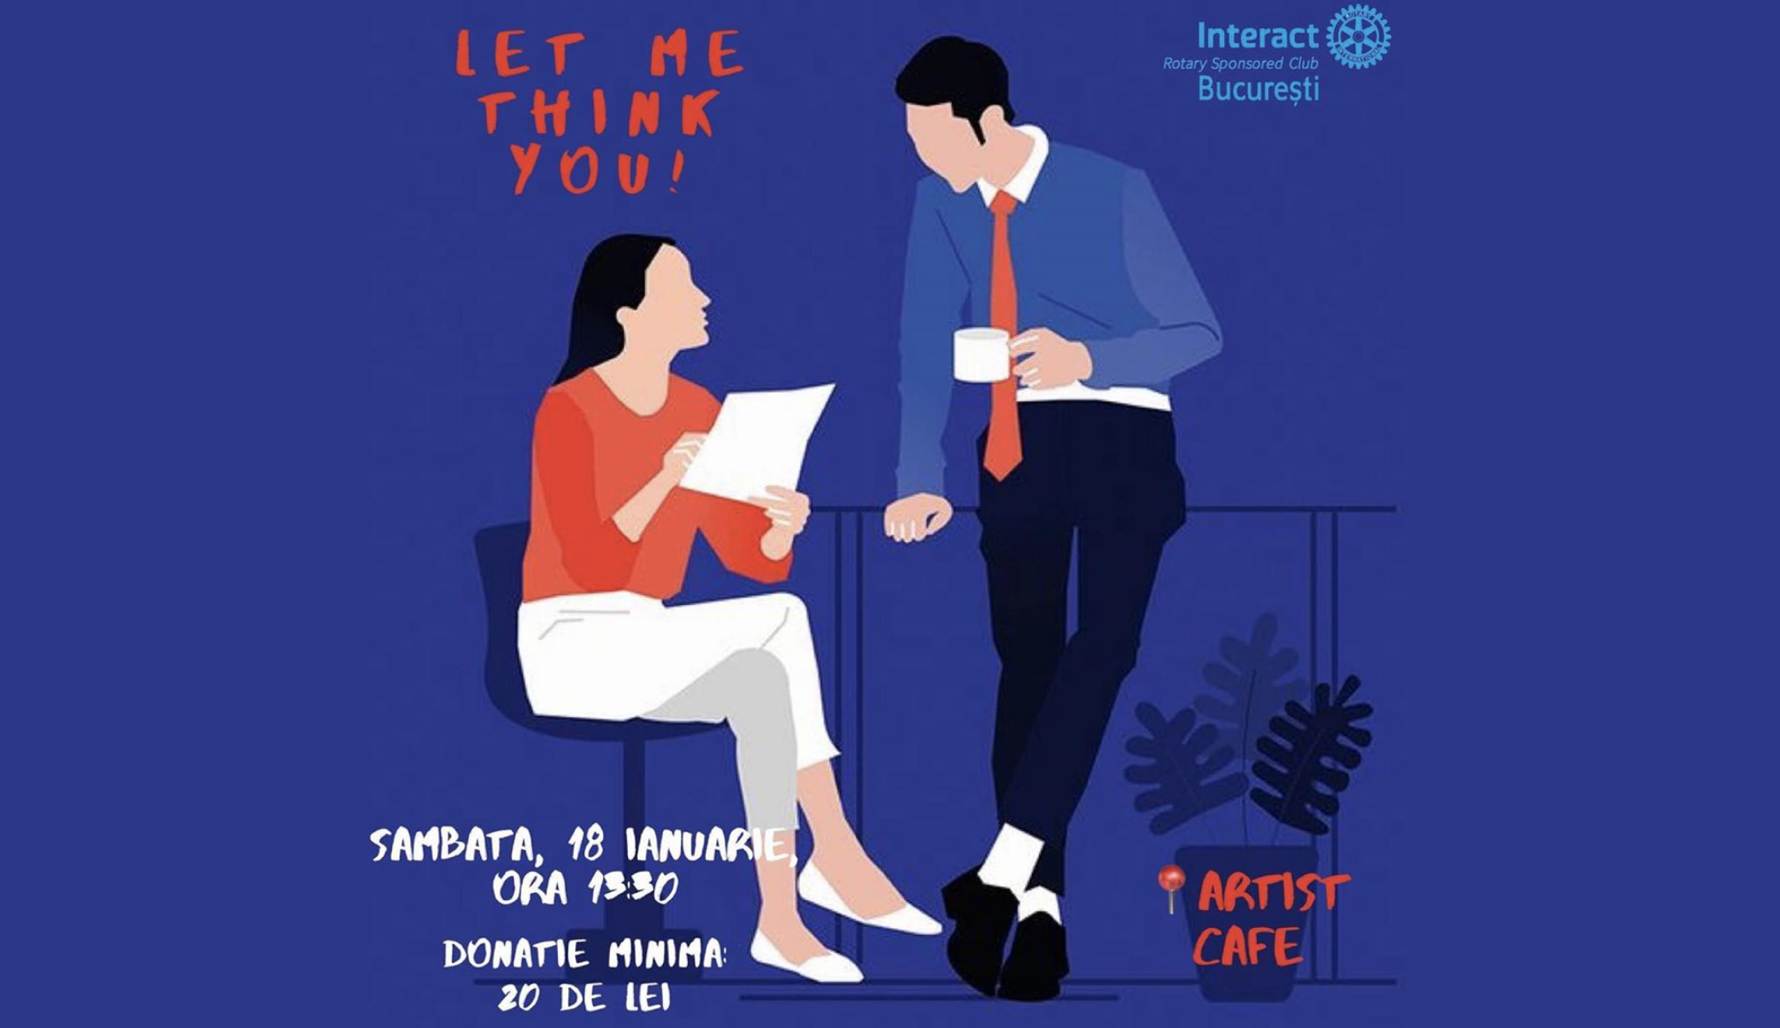 LET ME
THINK
YOU!
Interact
Rotary Sponsored Club
București
SAMBATA, 18 IANUARIE,
ORA 13:30
DONATIE MINIMA:
20 DE LEI
ARTIST
CAFE